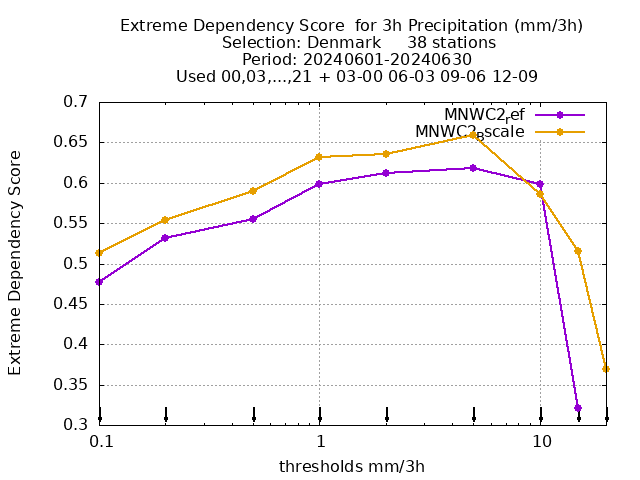 Extreme Dependency Score  for 3h Precipitation (mm/3h)
Selection: Denmark     38 stations
Period: 20240601-20240630
Used 00,03,...,21 + 03-00 06-03 09-06 12-09
MNWC2ref
MNWC2Bscale
Extreme Dependency Score
0.7
0.65
0.6
0.55
0.5
0.45
0.4
0.35
0.3
0.1 1 10
thresholds mm/3h